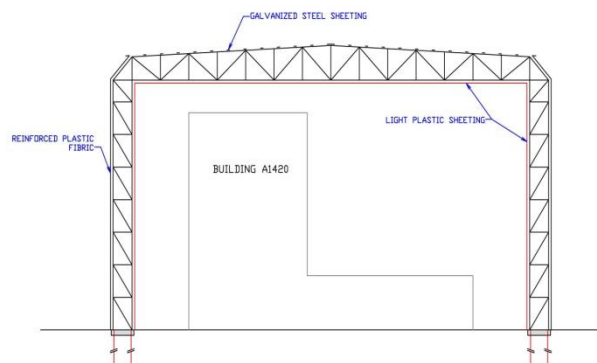 GALVANIZED STEEL SHEETING
LIGHT PLASTIC SHEETING
REINFORCED PLASTIC
FIBRIC
BUILDING A1420